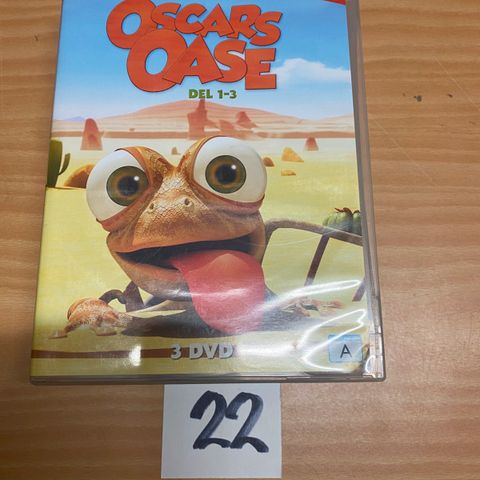 OSCARS
OASE
DEL 1-3
3 DVD
A
22